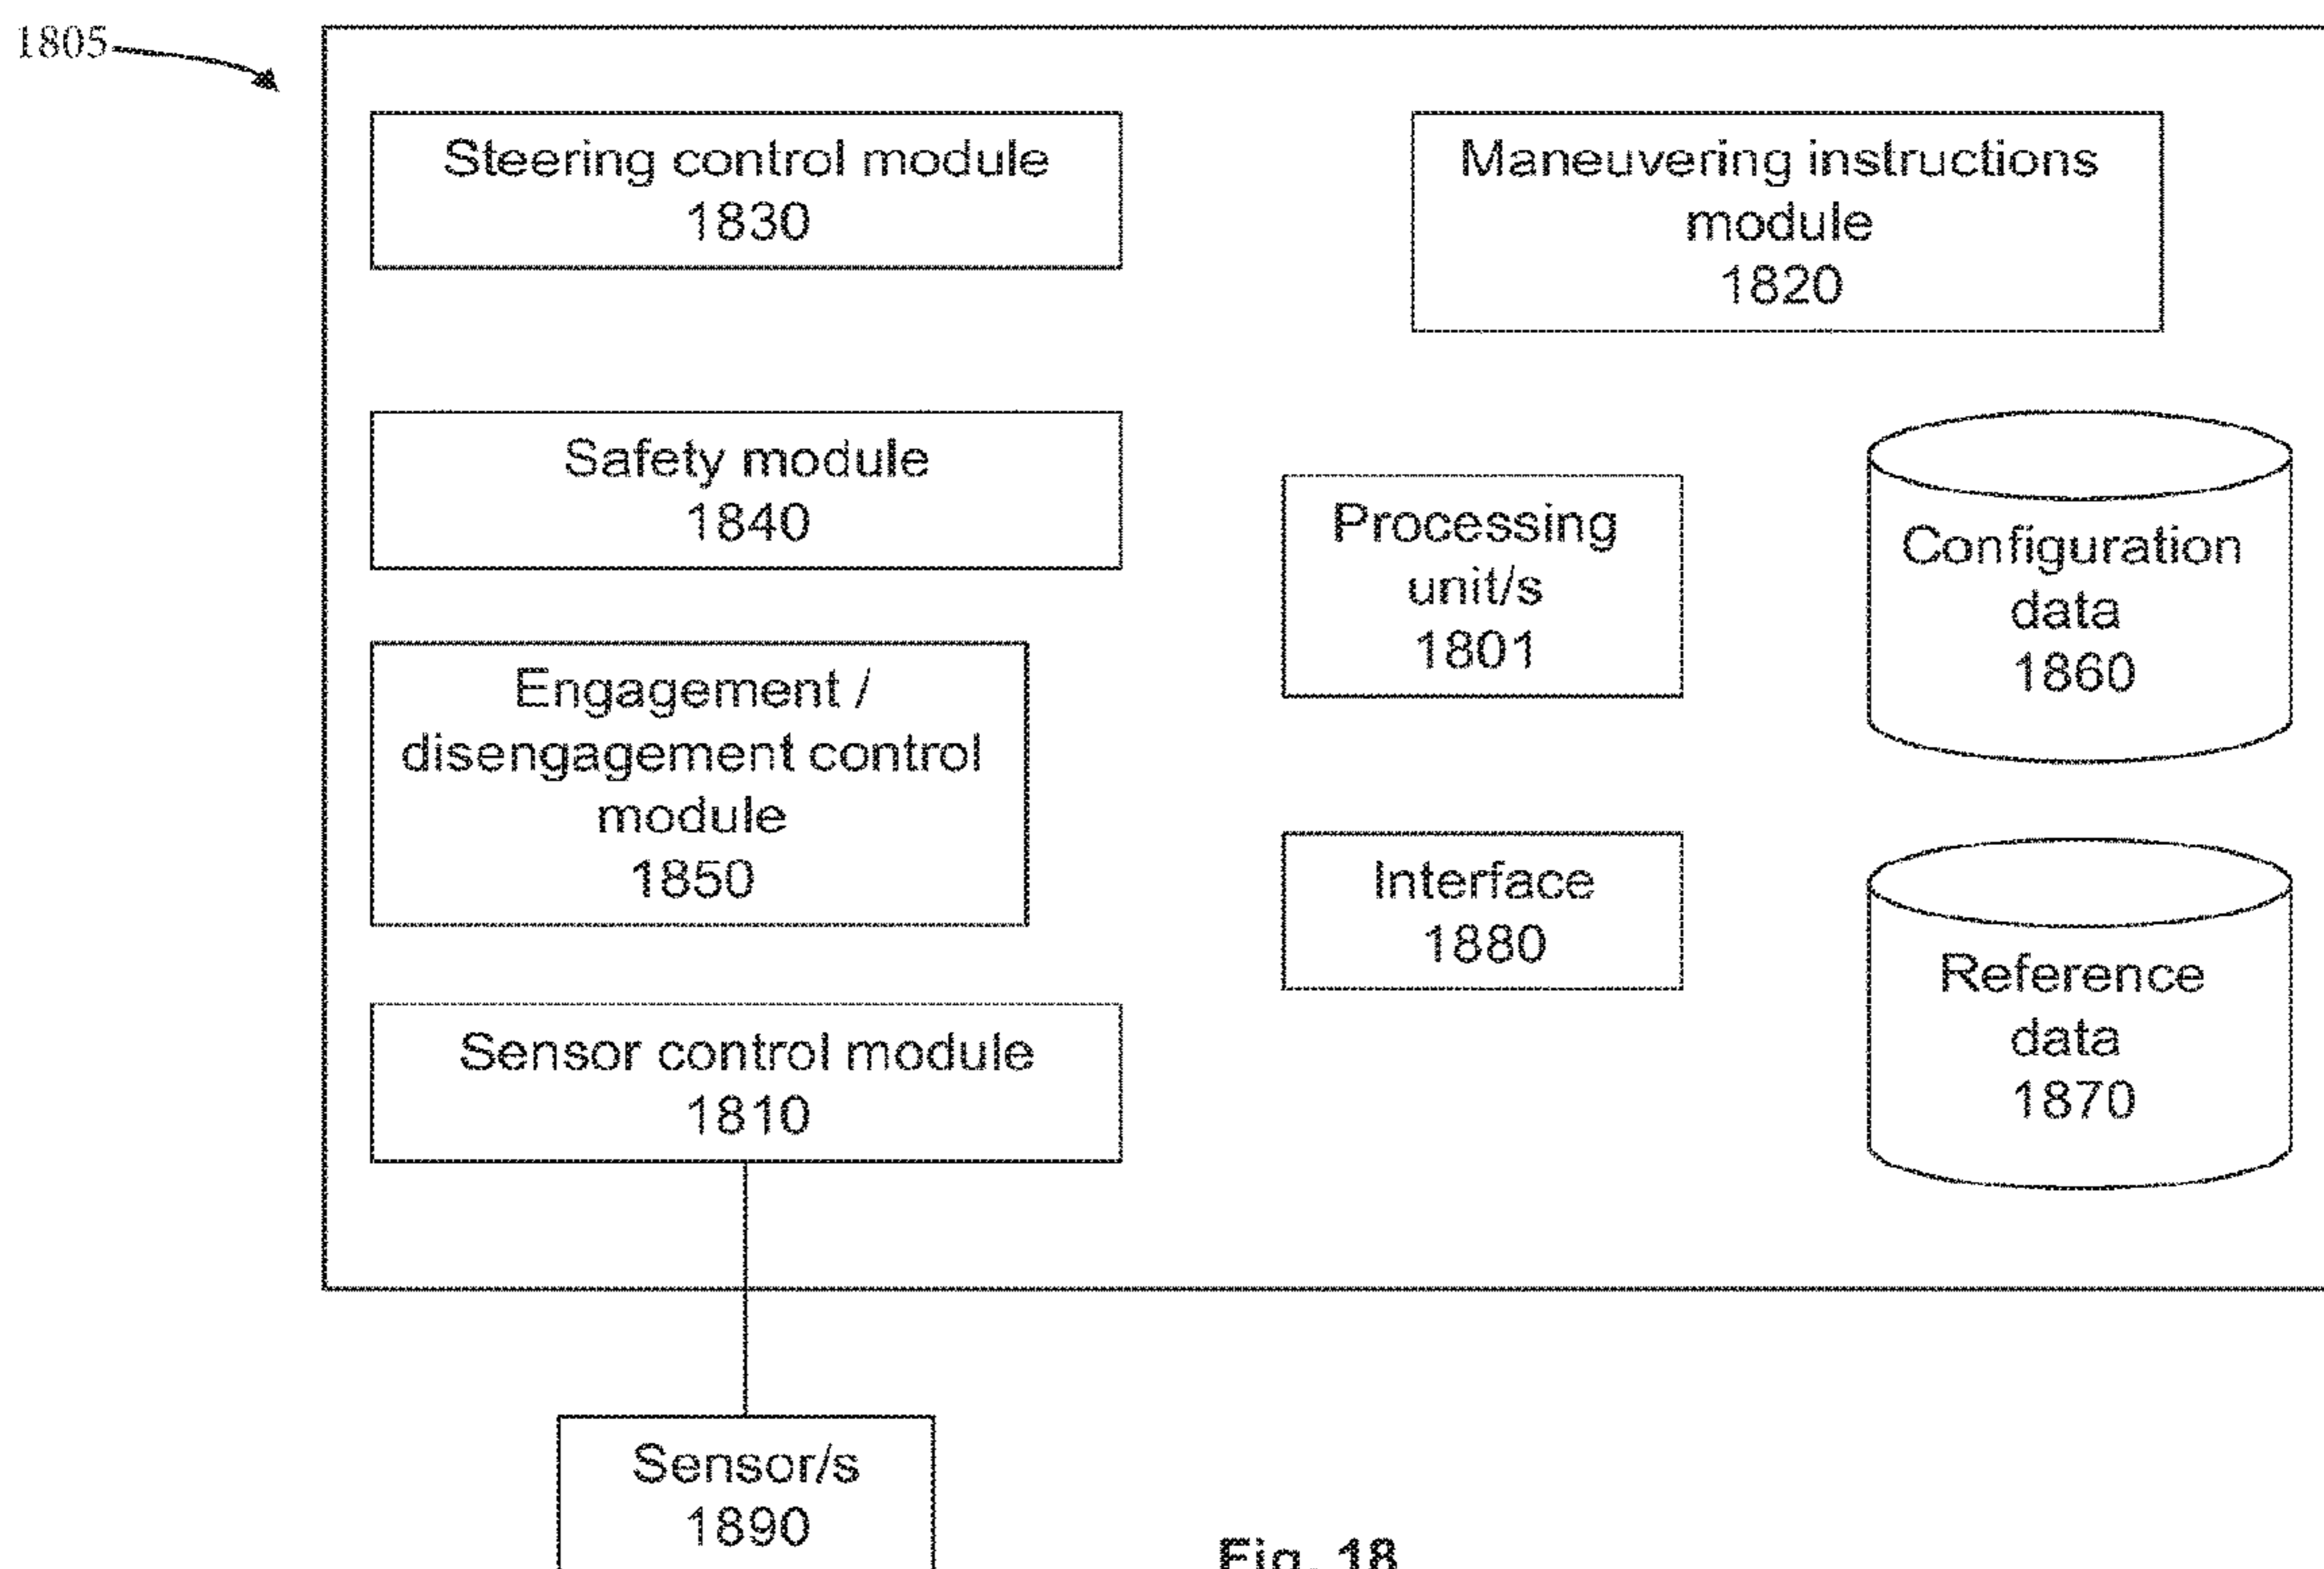 1805
Steering control module
1830
Maneuvering instructions
module
1820
Safety module
1840
Processing
unit/s
1801
Configuration
data
1860
Engagement /
disengagement control
module
1850
Interface
1880
Reference
data
1870
Sensor control module
1810
Sensor/s
1890
Fig. 18